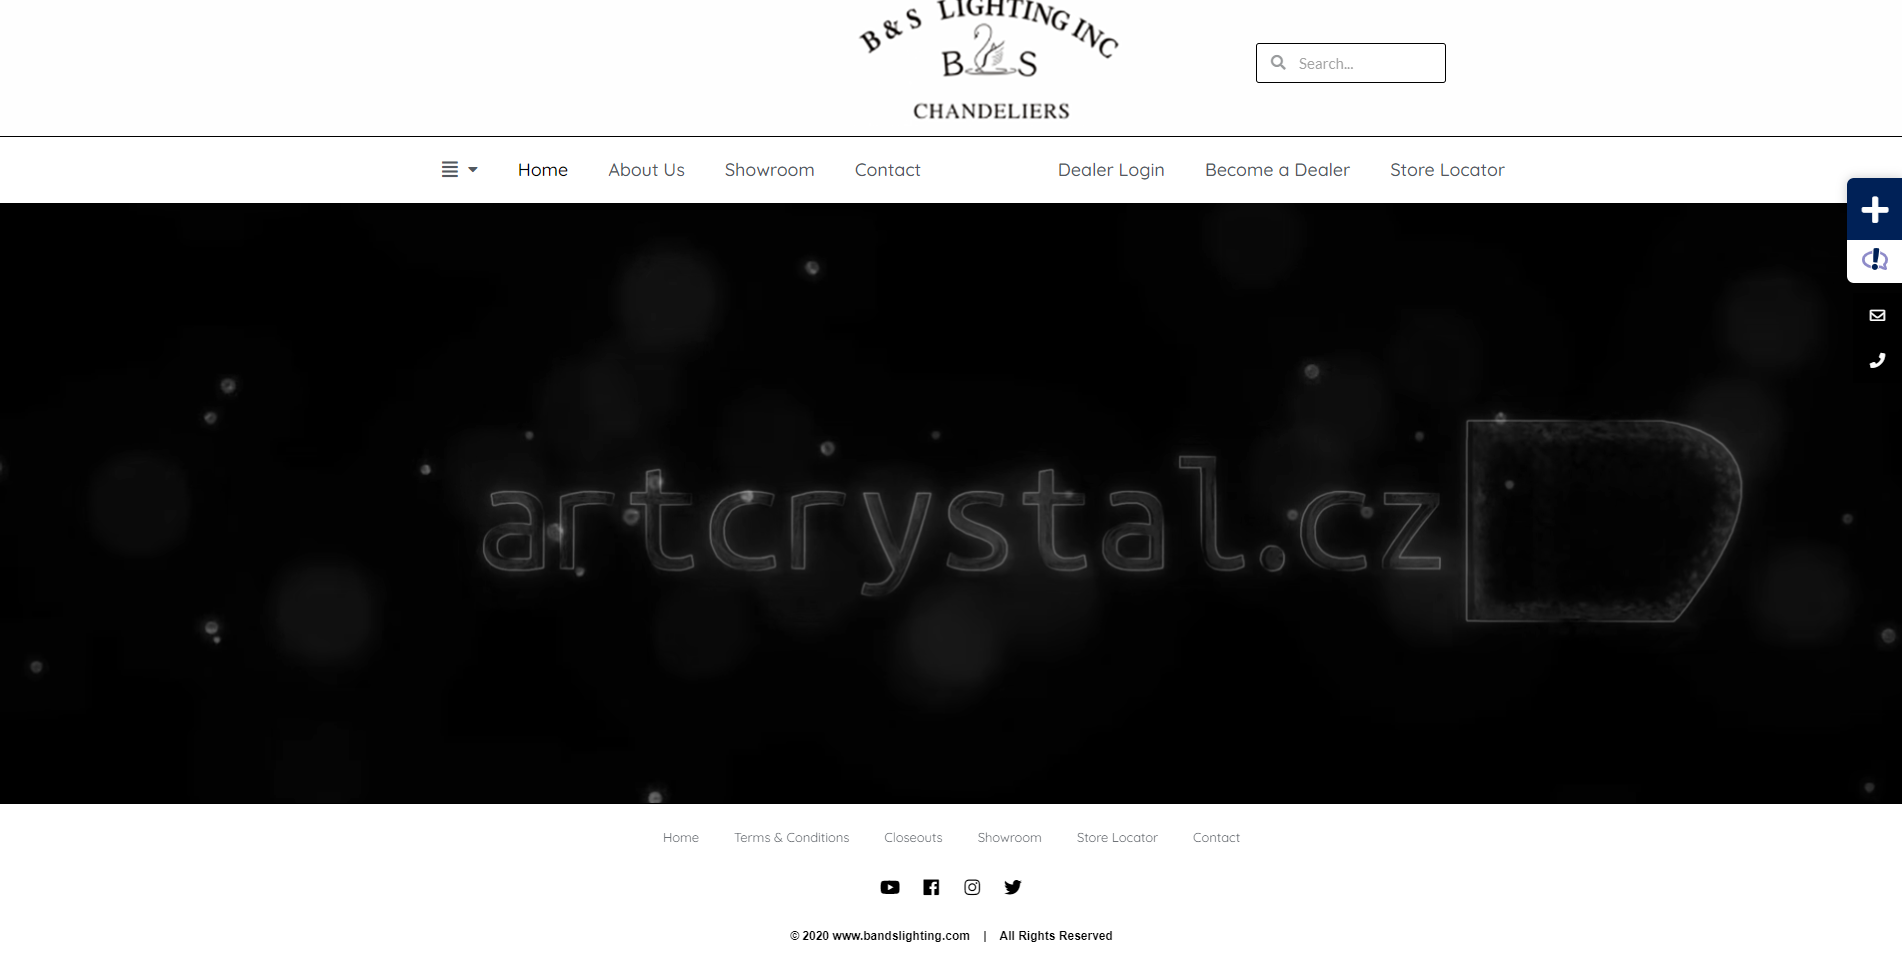 B & S LIGHTING INC
B S
CHANDELIERS
Search...
Home About Us Showroom Contact Dealer Login Become a Dealer Store Locator
artcrystal.cz
Home Terms & Conditions Closeouts Showroom Store Locator Contact
© 2020 www.bandslighting.com | All Rights Reserved